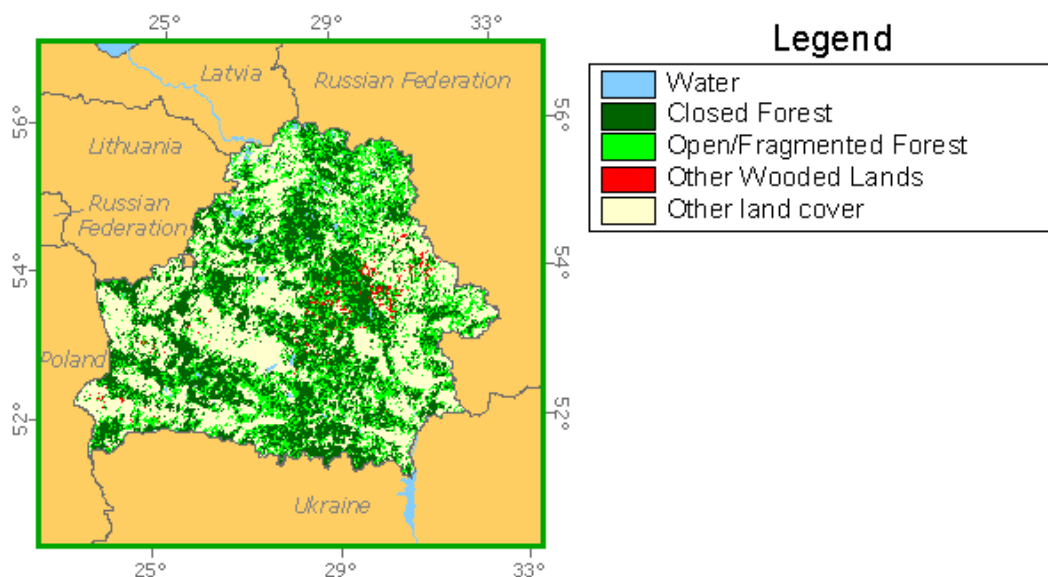 25° 29° 33°
Legend
Latvia
Russian Federation
Water
Closed Forest
56°
56°
Lithuania
Open/Fragmented Forest
Other Wooded Lands
Russian
Federation
Other land cover
54°
54°
Poland
52°
52°
Ukraine
25° 29° 33°